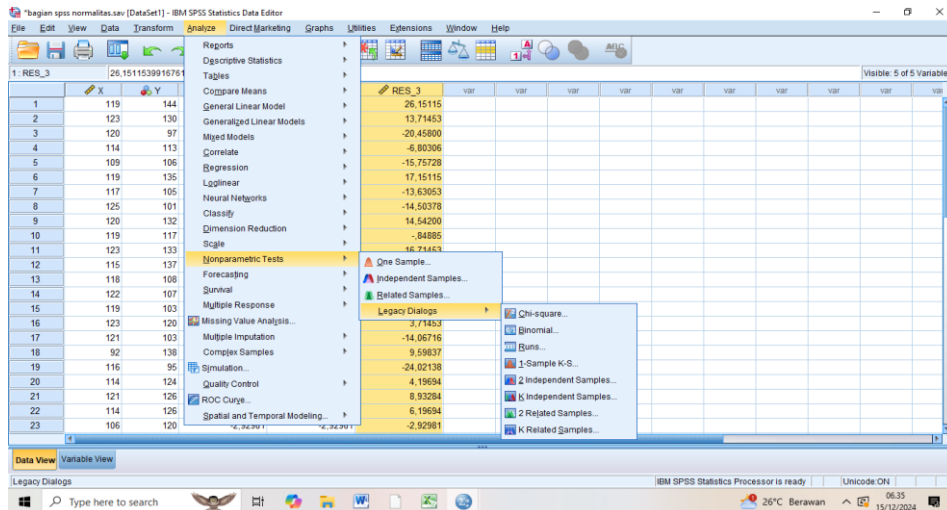 *bagian spss normalitas.sav [DataSet1] - IBM SPSS Statistics Data Editor
File Edit View Data Transform Analyze Direct Marketing Graphs Utilities Extensions Window Help
1 : RES_3 26,1511539916761 Visible: 5 of 5 Variable
X Y RES_3 var var var var var var var var
1 119 144 26,15115
2 123 130 13,71453
3 120 97 -20,45800
4 114 113 -6,80306
5 109 106 -15,75728
6 119 135 17,15115
7 117 105 -13,63053
8 125 101 -14,50378
9 120 132 14,54200
10 119 117 -,84885
11 123 133 16,71453
12 115 137
13 118 108
14 122 107
15 119 103
16 123 120 3,71453
17 121 103 -14,06716
18 92 138 9,59837
19 116 95 -24,02138
20 114 124 4,19694
21 121 126 8,93284
22 114 126 6,19694
23 106 120 -2,92981 -2,92981 -2,92981
Reports
Descriptive Statistics
Tables
Compare Means
General Linear Model
Generalized Linear Models
Mixed Models
Correlate
Regression
Loglinear
Neural Networks
Classify
Dimension Reduction
Scale
Nonparametric Tests
Forecasting
Survival
Multiple Response
Missing Value Analysis...
Multiple Imputation
Complex Samples
Simulation...
Quality Control
ROC Curve...
Spatial and Temporal Modeling...
One Sample...
Independent Samples...
Related Samples...
Legacy Dialogs
Chi-square...
Binomial...
Runs...
1-Sample K-S...
2 Independent Samples...
K Independent Samples...
2 Related Samples...
K Related Samples...
Data View Variable View
Legacy Dialogs IBM SPSS Statistics Processor is ready Unicode:ON
Type here to search 26°C Berawan 06.35
15/12/2024